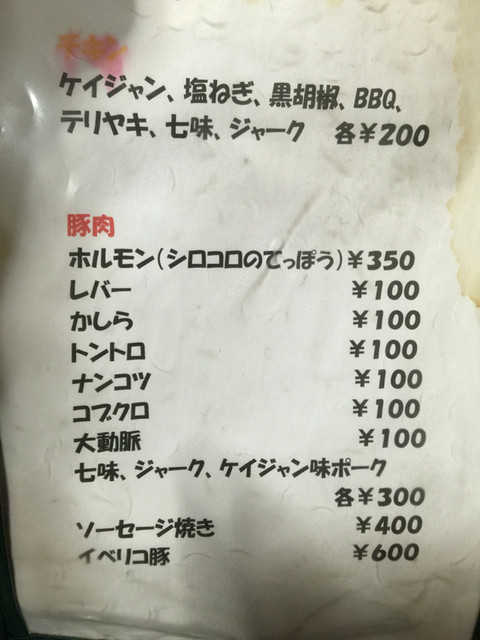 チキン
ケイジャン、塩ねぎ、黒胡椒、BBQ、
テリヤキ、七味、ジャーク 各¥200
豚肉
ホルモン(シロコロのてっぽう)¥350
レバー ¥100
かしら ¥100
トントロ ¥100
ナンコツ ¥100
コブクロ ¥100
大動脈 ¥100
七味、ジャーク、ケイジャン味ポーク
各¥300
ソーセージ焼き ¥400
イベリコ豚 ¥600